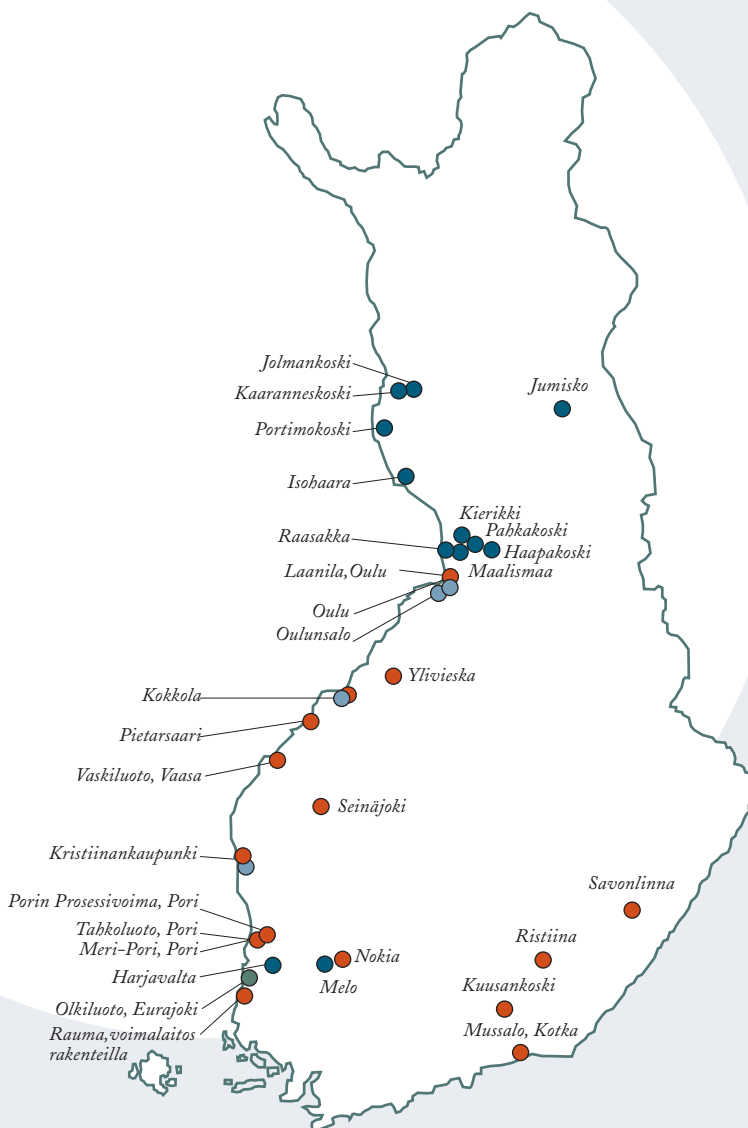 Jolmankoski
Kaaranneskoski
Jumisko
Portimokoski
Isohaara
Kierikki
Pahkakoski
Raasakka
Haapakoski
Laanila,Oulu
Maalismaa
Oulu
Oulunsalo
Ylivieska
Kokkola
Pietarsaari
Vaskiluoto, Vaasa
Seinäjoki
Kristiinankaupunki
Savonlinna
Porin Prosessivoima, Pori
Tahkoluoto, Pori
Meri-Pori, Pori
Ristiina
Nokia
Harjavalta
Melo
Kuusankoski
Olkiluoto, Eurajoki
Rauma,voimalaitos
rakenteilla
Mussalo, Kotka